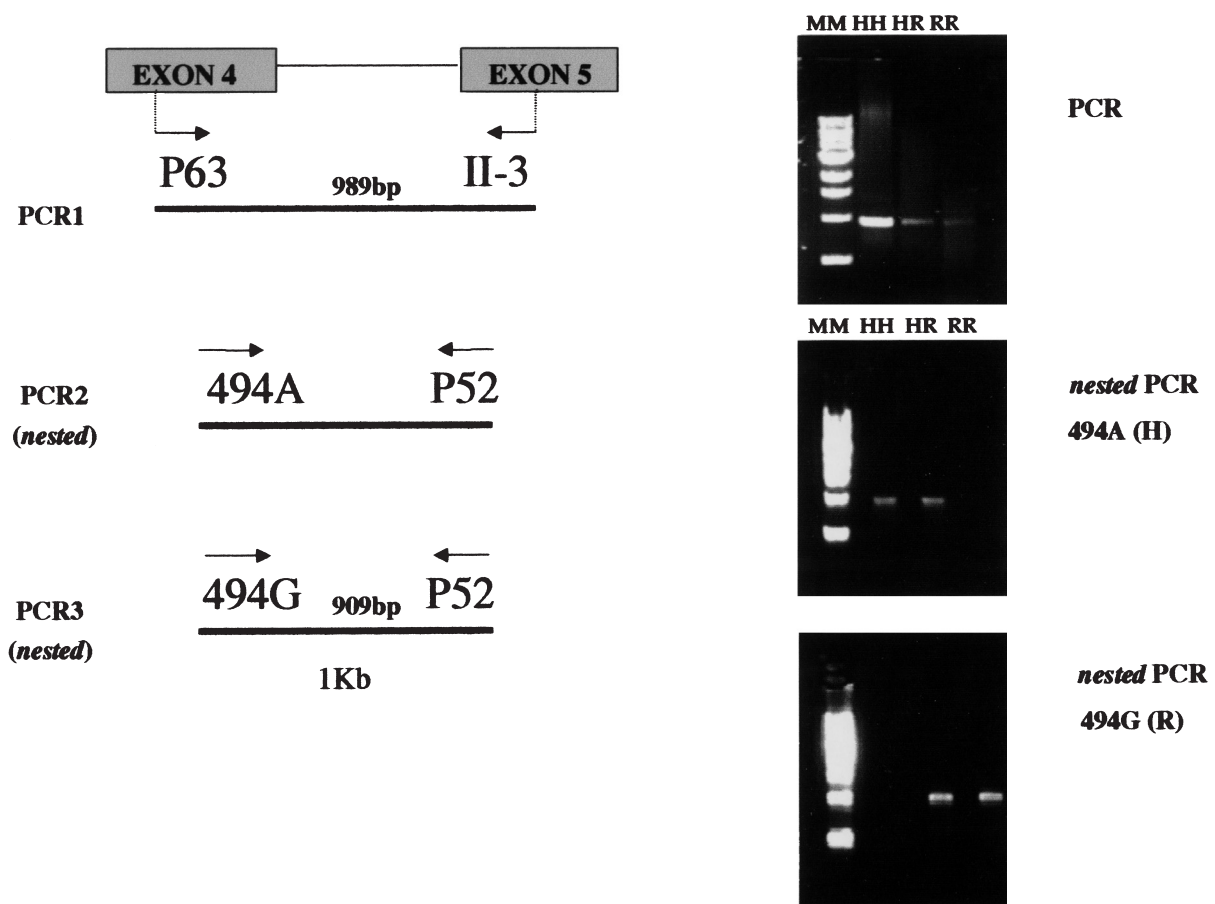 EXON 4
EXON 5
P63
II-3
989bp
PCR1
494A
P52
PCR2
(nested)
494G
P52
909bp
PCR3
(nested)
1Kb
MM HH HR RR
PCR
MM HH HR RR
nested PCR
494A (H)
nested PCR
494G (R)